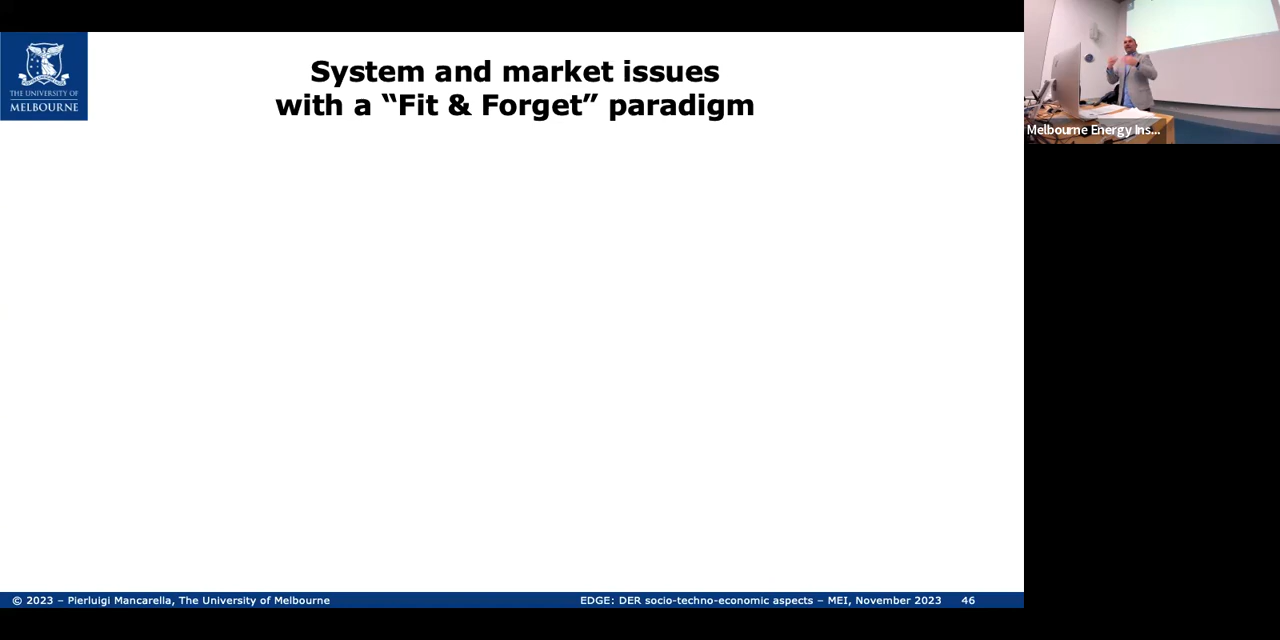 THE UNIVERSITY OF
MELBOURNE
System and market issues
with a “Fit & Forget” paradigm
Melbourne Energy Ins...
© 2023 – Pierluigi Mancarella, The University of Melbourne
EDGE: DER socio-techno-economic aspects – MEI, November 2023 46